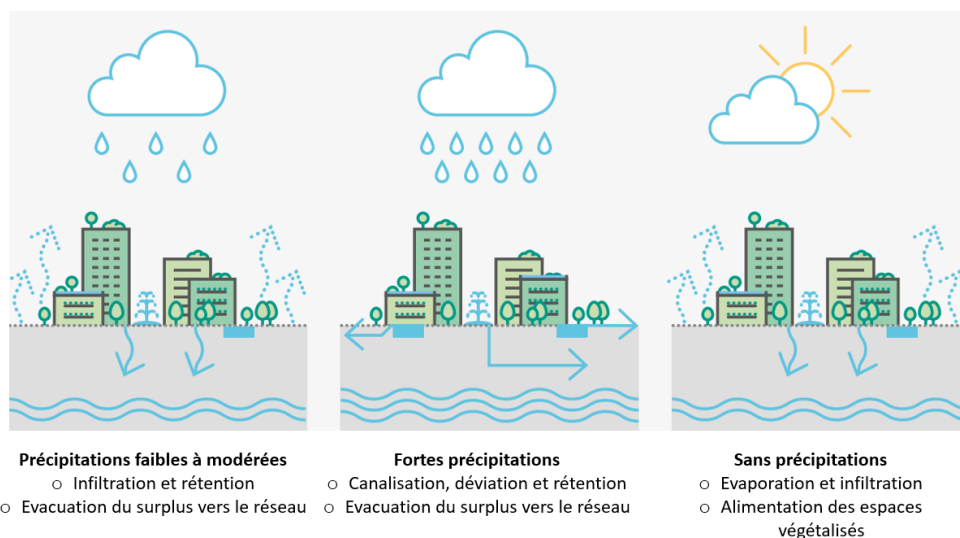 Précipitations faibles à modérées
o Infiltration et rétention
o Evacuation du surplus vers le réseau
Fortes précipitations
o Canalisation, déviation et rétention
o Evacuation du surplus vers le réseau
Sans précipitations
o Evaporation et infiltration
o Alimentation des espaces
végétalisés